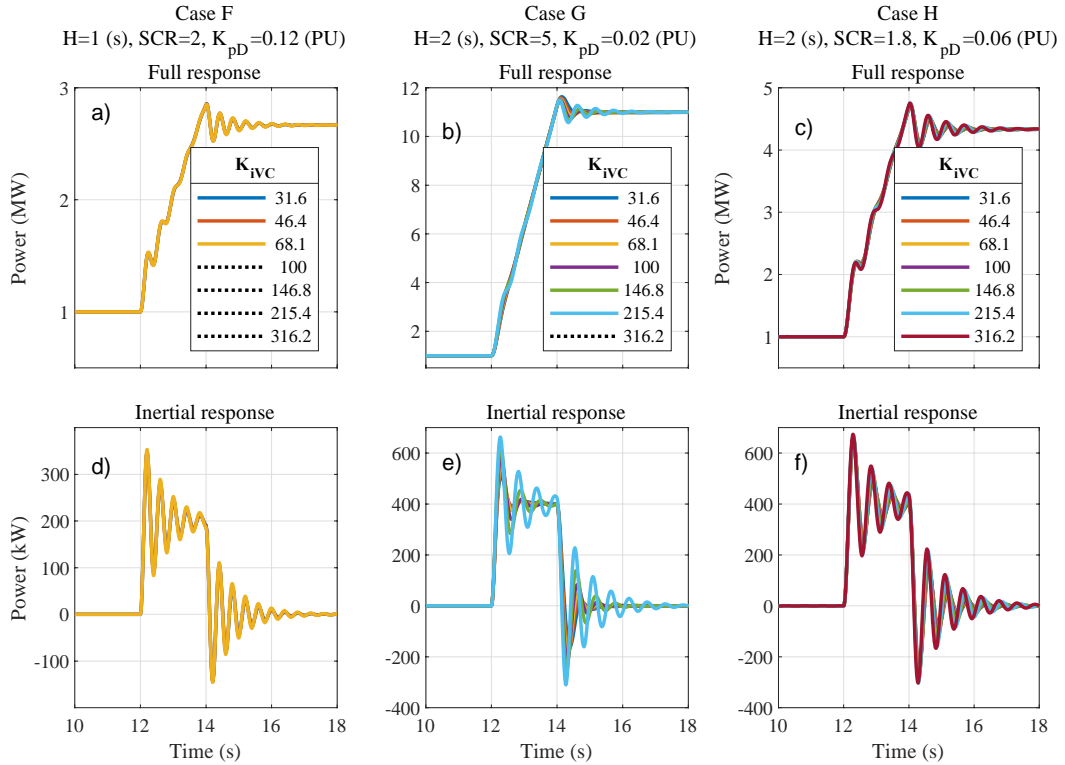 Case F
H=1 (s), SCR=2, K_pD=0.12 (PU)
Full response
a)
3
2
1
Power (MW)
K_iVC
31.6
46.4
68.1
100
146.8
215.4
316.2
Case G
H=2 (s), SCR=5, K_pD=0.02 (PU)
Full response
b)
12
10
8
6
4
2
K_iVC
31.6
46.4
68.1
100
146.8
215.4
316.2
Case H
H=2 (s), SCR=1.8, K_pD=0.06 (PU)
Full response
c)
5
4
3
2
1
Power (MW)
K_iVC
31.6
46.4
68.1
100
146.8
215.4
316.2
Inertial response
d)
300
200
100
0
-100
Power (kW)
10 12 14 16 18
Time (s)
Inertial response
e)
600
400
200
0
-200
-400
10 12 14 16 18
Time (s)
Inertial response
f)
600
400
200
0
-200
-400
Power (kW)
10 12 14 16 18
Time (s)